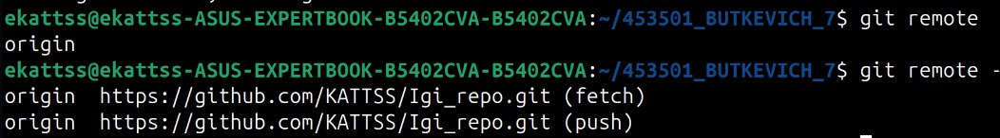 ekattss@ekattss-ASUS-EXPERTBOOK-B5402CVA-B5402CVA:~/453501_BUTKEVICH_7$ git remote
origin
ekattss@ekattss-ASUS-EXPERTBOOK-B5402CVA-B5402CVA:~/453501_BUTKEVICH_7$ git remote -
origin  https://github.com/KATTSS/Igi_repo.git (fetch)
origin  https://github.com/KATTSS/Igi_repo.git (push)